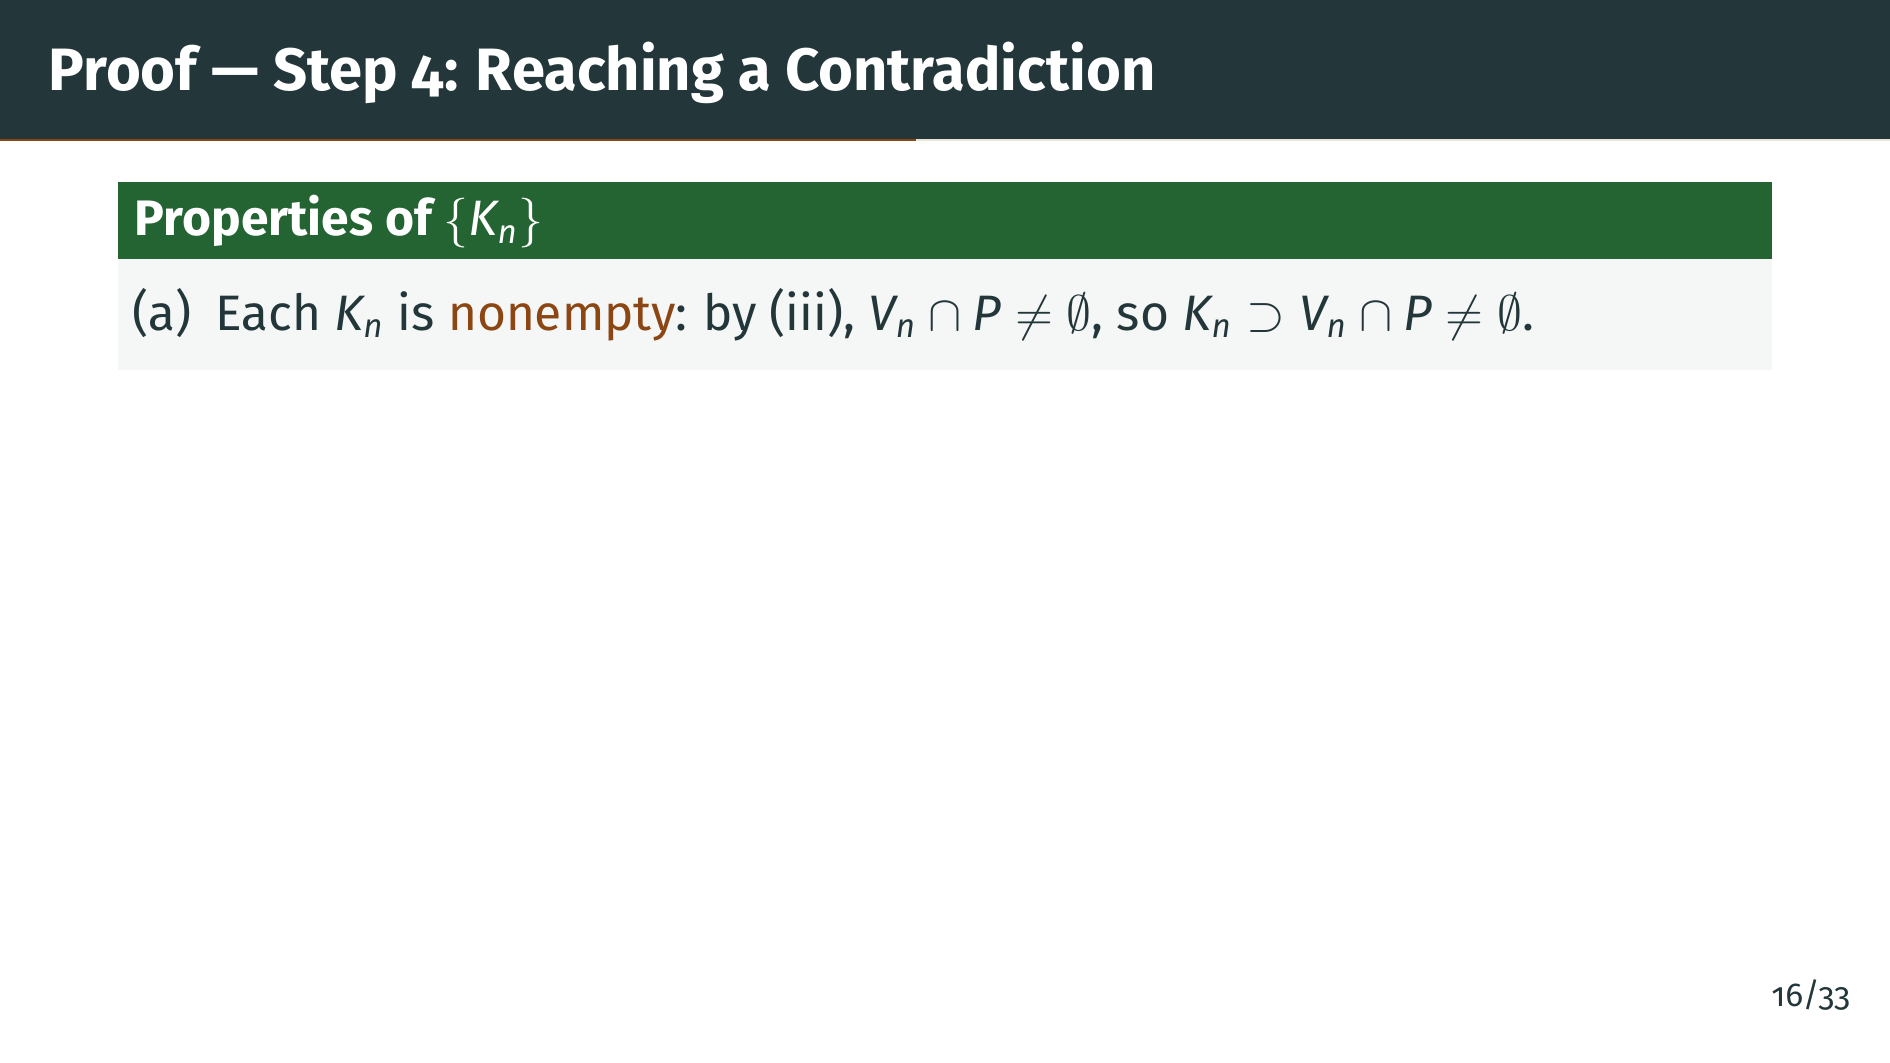 Proof — Step 4: Reaching a Contradiction
Properties of {Kₙ}
(a) Each Kₙ is nonempty: by (iii), Vₙ ∩ P ≠ ∅, so Kₙ ⊃ Vₙ ∩ P ≠ ∅.
16/33